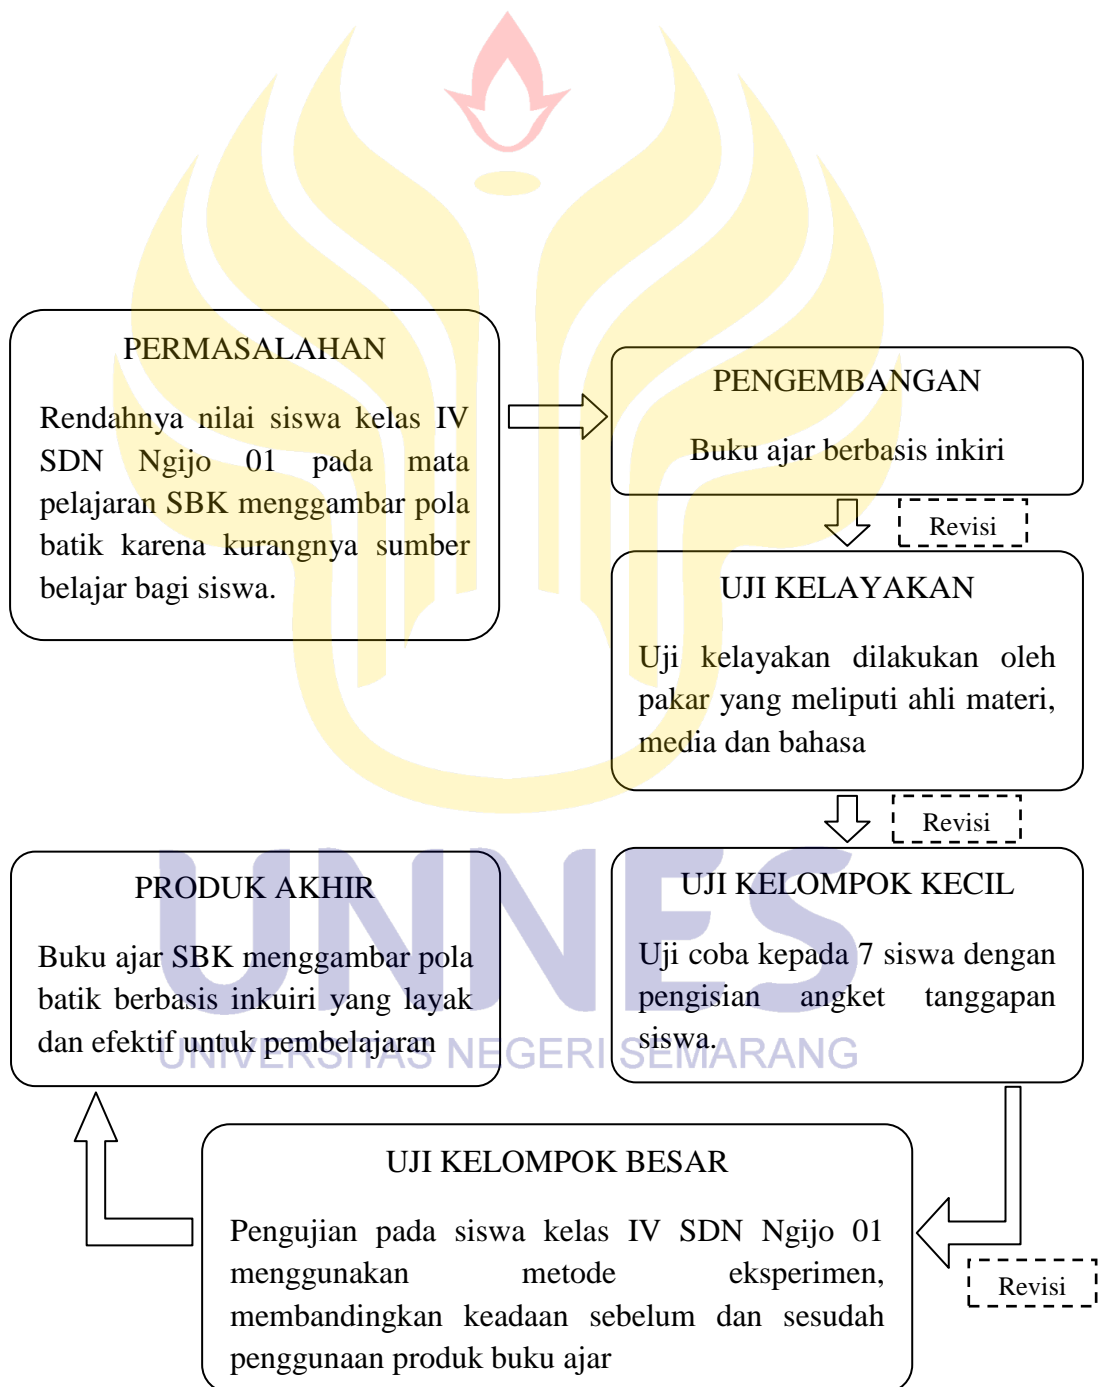 PERMASALAHAN
Rendahnya nilai siswa kelas IV
SDN Ngijo 01 pada mata
pelajaran SBK menggambar pola
batik karena kurangnya sumber
belajar bagi siswa.
PENGEMBANGAN
Buku ajar berbasis inkiri
Revisi
UJI KELAYAKAN
Uji kelayakan dilakukan oleh
pakar yang meliputi ahli materi,
media dan bahasa
Revisi
UJI KELOMPOK KECIL
Uji coba kepada 7 siswa dengan
pengisian angket tanggapan
siswa.
Revisi
UJI KELOMPOK BESAR
Pengujian pada siswa kelas IV SDN Ngijo 01
menggunakan metode eksperimen,
membandingkan keadaan sebelum dan sesudah
penggunaan produk buku ajar
PRODUK AKHIR
Buku ajar SBK menggambar pola
batik berbasis inkuiri yang layak
dan efektif untuk pembelajaran
UNNES
UNIVERSITAS NEGERI SEMARANG